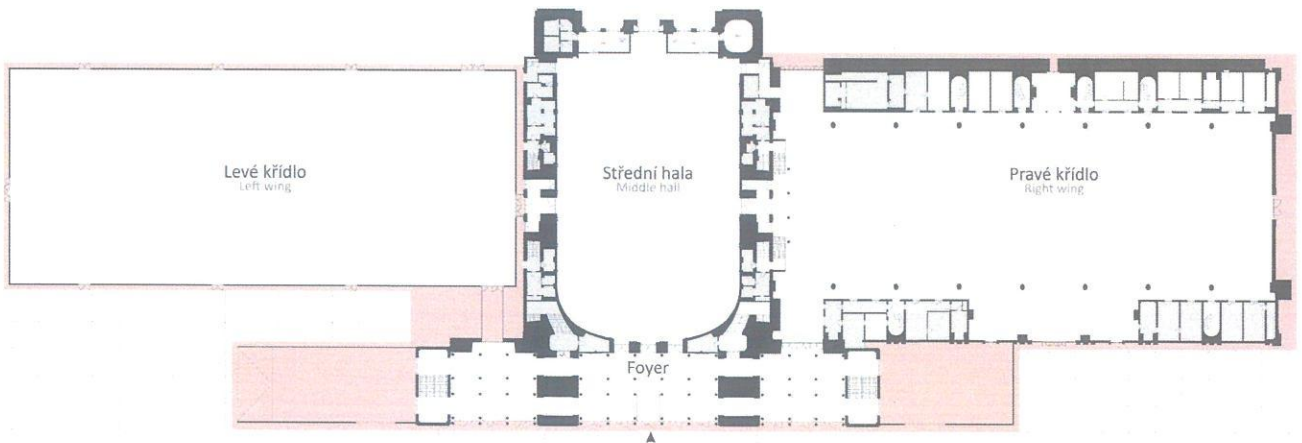 Levé křídlo
Left wing
Střední hala
Middle hall
Pravé křídlo
Right wing
Foyer